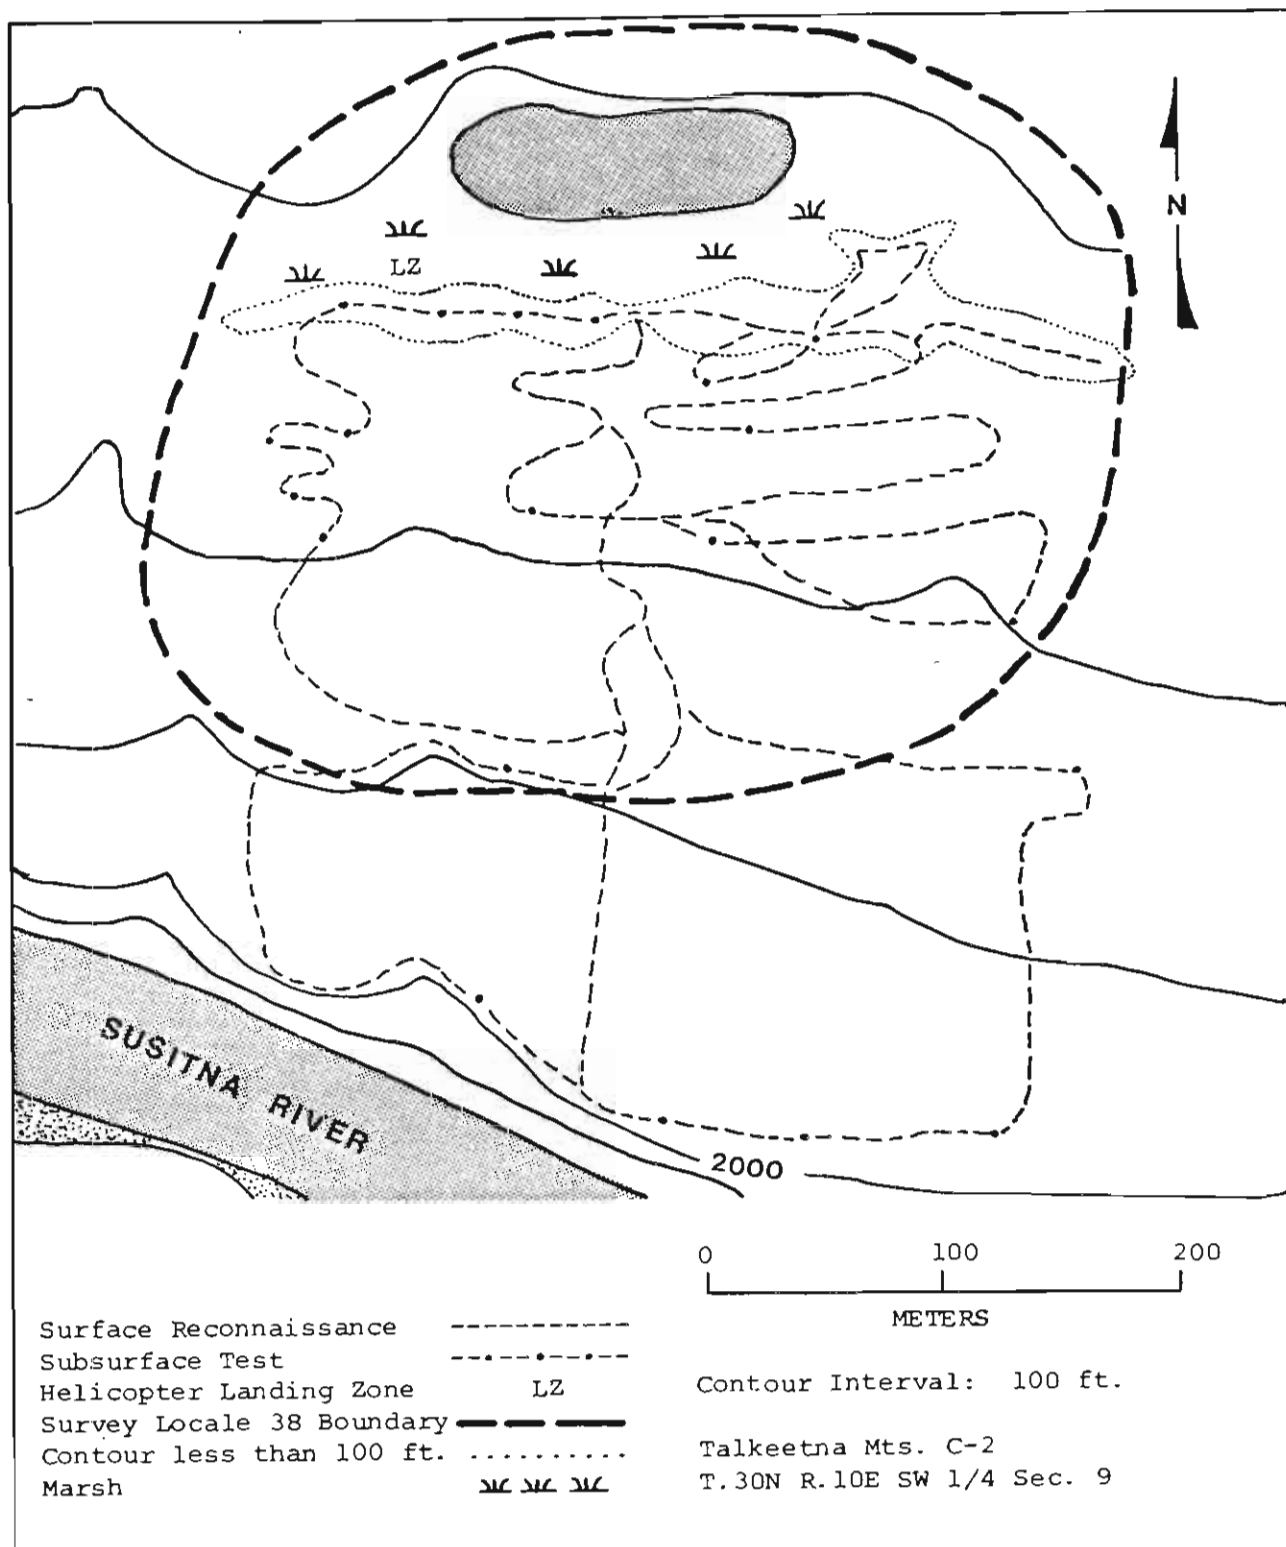 N
LZ
SUSITNA RIVER
2000
0 100 200
METERS
Surface Reconnaissance
Subsurface Test
Helicopter Landing Zone LZ
Survey Locale 38 Boundary
Contour less than 100 ft.
Marsh
Contour Interval: 100 ft.
Talkeetna Mts. C-2
T.30N R.10E SW 1/4 Sec. 9